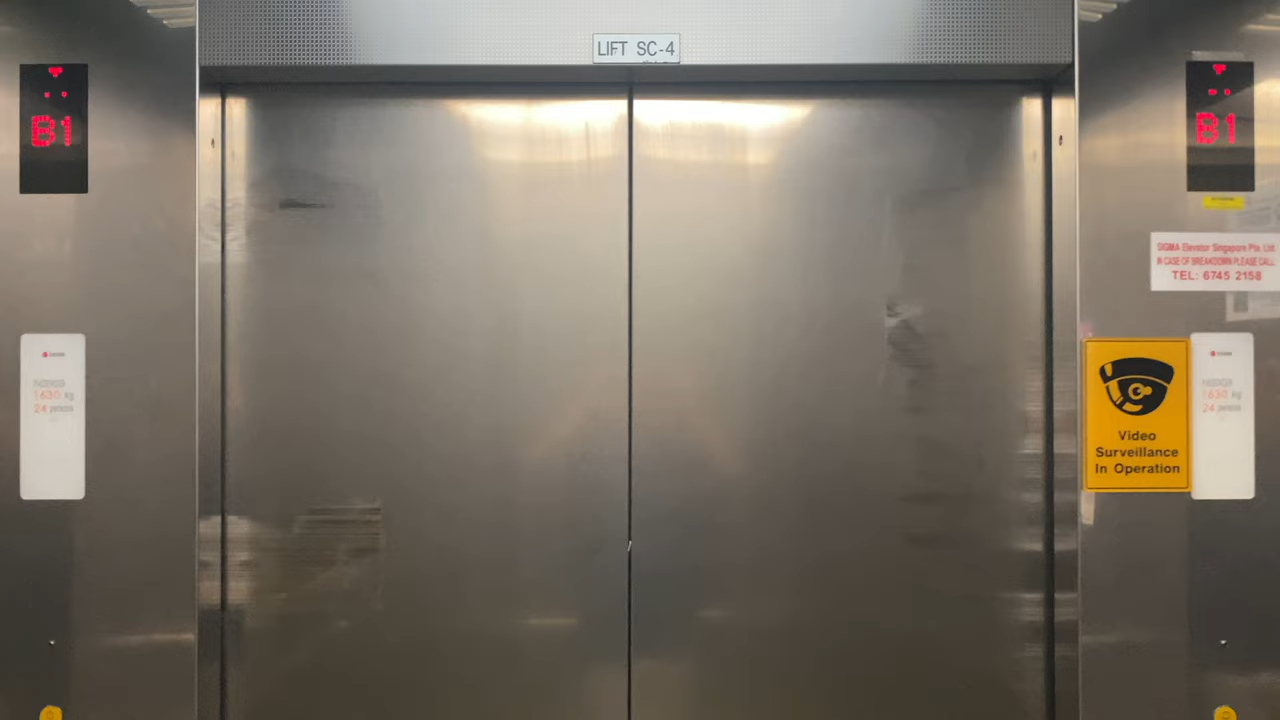 LIFT SC-4
B1
B1
SIGMA Elevator Singapore Pte. Ltd.
IN CASE OF BREAKDOWN PLEASE CALL:
TEL: 6745 2158
1630 kg
24 persons
Video
Surveillance
In Operation
1630 kg
24 persons